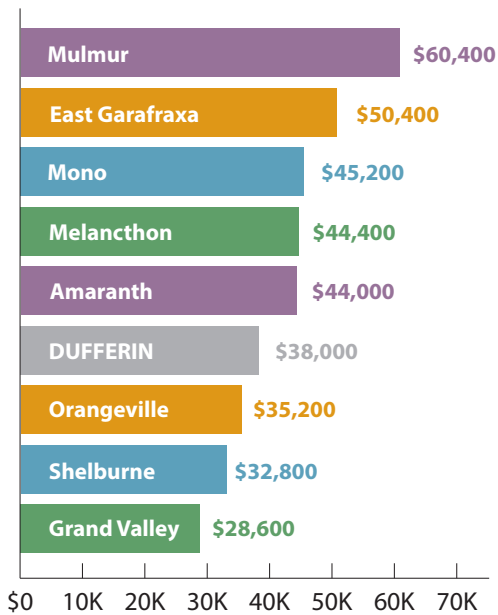 Mulmur $60,400
East Garafraxa $50,400
Mono $45,200
Melancthon $44,400
Amaranth $44,000
DUFFERIN $38,000
Orangeville $35,200
Shelburne $32,800
Grand Valley $28,600
$0 10K 20K 30K 40K 50K 60K 70K